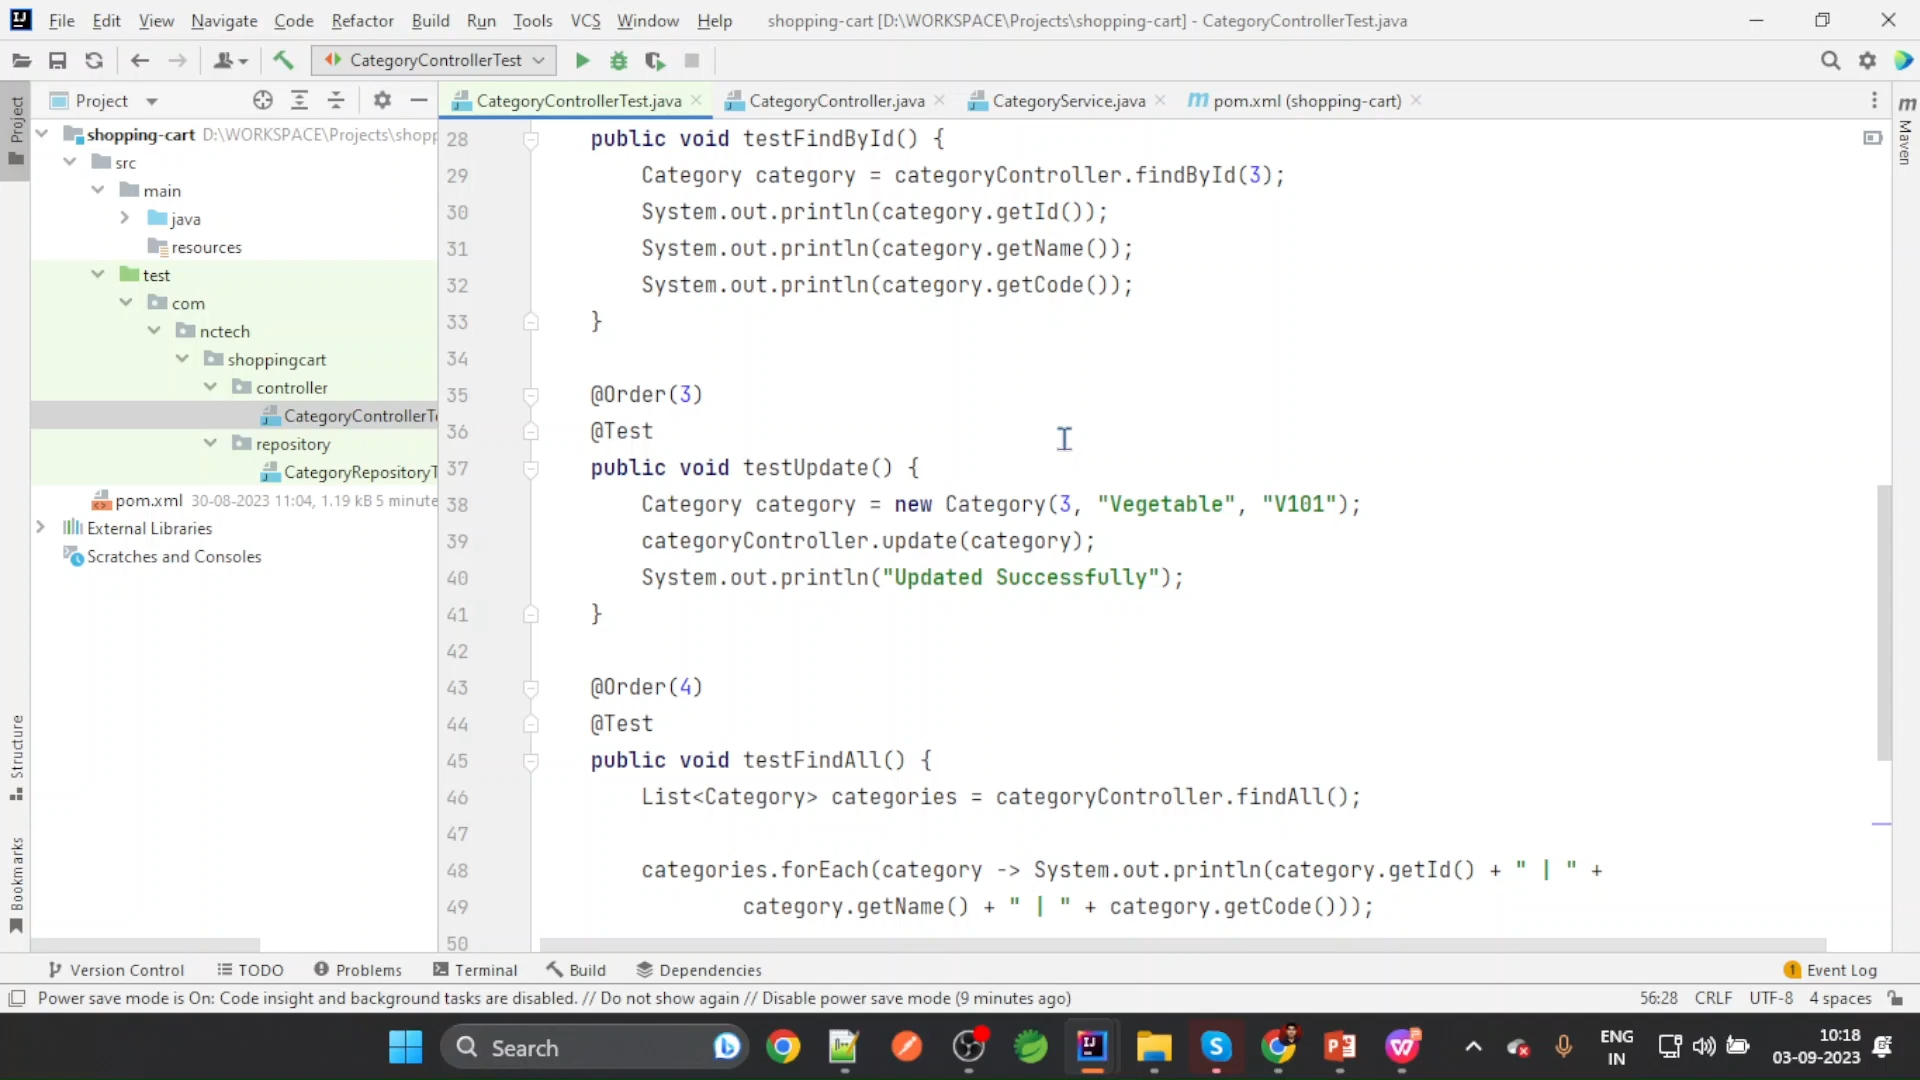 File Edit View Navigate Code Refactor Build Run Tools VCS Window Help shopping-cart [D:\WORKSPACE\Projects\shopping-cart] - CategoryControllerTest.java
CategoryControllerTest
Project
CategoryControllerTest.java CategoryController.java CategoryService.java pom.xml (shopping-cart)
Project
Structure
Bookmarks
Maven
shopping-cart D:\WORKSPACE\Projects\shopp
src
main
java
resources
test
com
nctech
shoppingcart
controller
CategoryControllerTe
repository
CategoryRepositoryT
pom.xml 30-08-2023 11:04, 1.19 kB 5 minute
External Libraries
Scratches and Consoles
28 public void testFindById() {
29 Category category = categoryController.findById(3);
30 System.out.println(category.getId());
31 System.out.println(category.getName());
32 System.out.println(category.getCode());
33 }
34
35 @Order(3)
36 @Test
37 public void testUpdate() {
38 Category category = new Category(3, "Vegetable", "V101");
39 categoryController.update(category);
40 System.out.println("Updated Successfully");
41 }
42
43 @Order(4)
44 @Test
45 public void testFindAll() {
46 List<Category> categories = categoryController.findAll();
47
48 categories.forEach(category -> System.out.println(category.getId() + " | " +
49 category.getName() + " | " + category.getCode()));
50
Version Control TODO Problems Terminal Build Dependencies 1 Event Log
Power save mode is On: Code insight and background tasks are disabled. // Do not show again // Disable power save mode (9 minutes ago) 56:28 CRLF UTF-8 4 spaces
Search
ENG
IN
10:18
03-09-2023